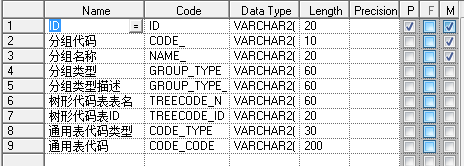 Name Code Data Type Length Precision P F M
1 ID = ID VARCHAR2( 20
2 分组代码 CODE_ VARCHAR2( 10
3 分组名称 NAME_ VARCHAR2( 20
4 分组类型 GROUP_TYPE VARCHAR2( 60
5 分组类型描述 GROUP_TYPE_ VARCHAR2( 60
6 树形代码表表名 TREECODE_N VARCHAR2( 60
7 树形代码表ID TREECODE_ID VARCHAR2( 20
8 通用表代码类型 CODE_TYPE VARCHAR2( 30
9 通用表代码 CODE_CODE VARCHAR2( 200